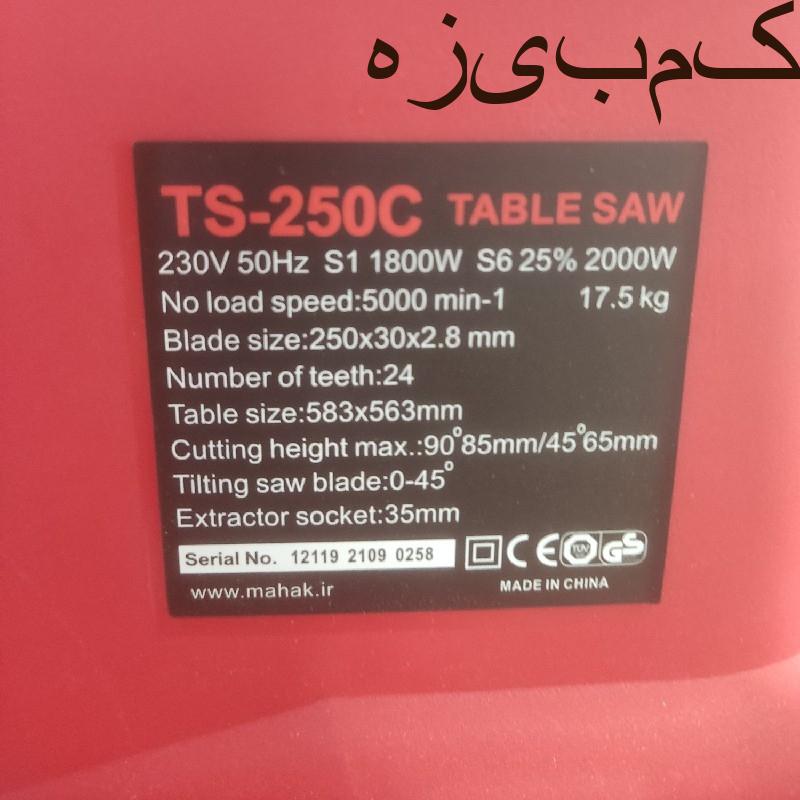 کمبیزه
TS-250C TABLE SAW
230V 50Hz S1 1800W S6 25% 2000W
No load speed:5000 min-1 17.5 kg
Blade size:250x30x2.8 mm
Number of teeth:24
Table size:583x563mm
Cutting height max.:90°85mm/45°65mm
Tilting saw blade:0-45°
Extractor socket:35mm
Serial No. 12119 2109 0258 CE TÜV GS
www.mahak.ir MADE IN CHINA